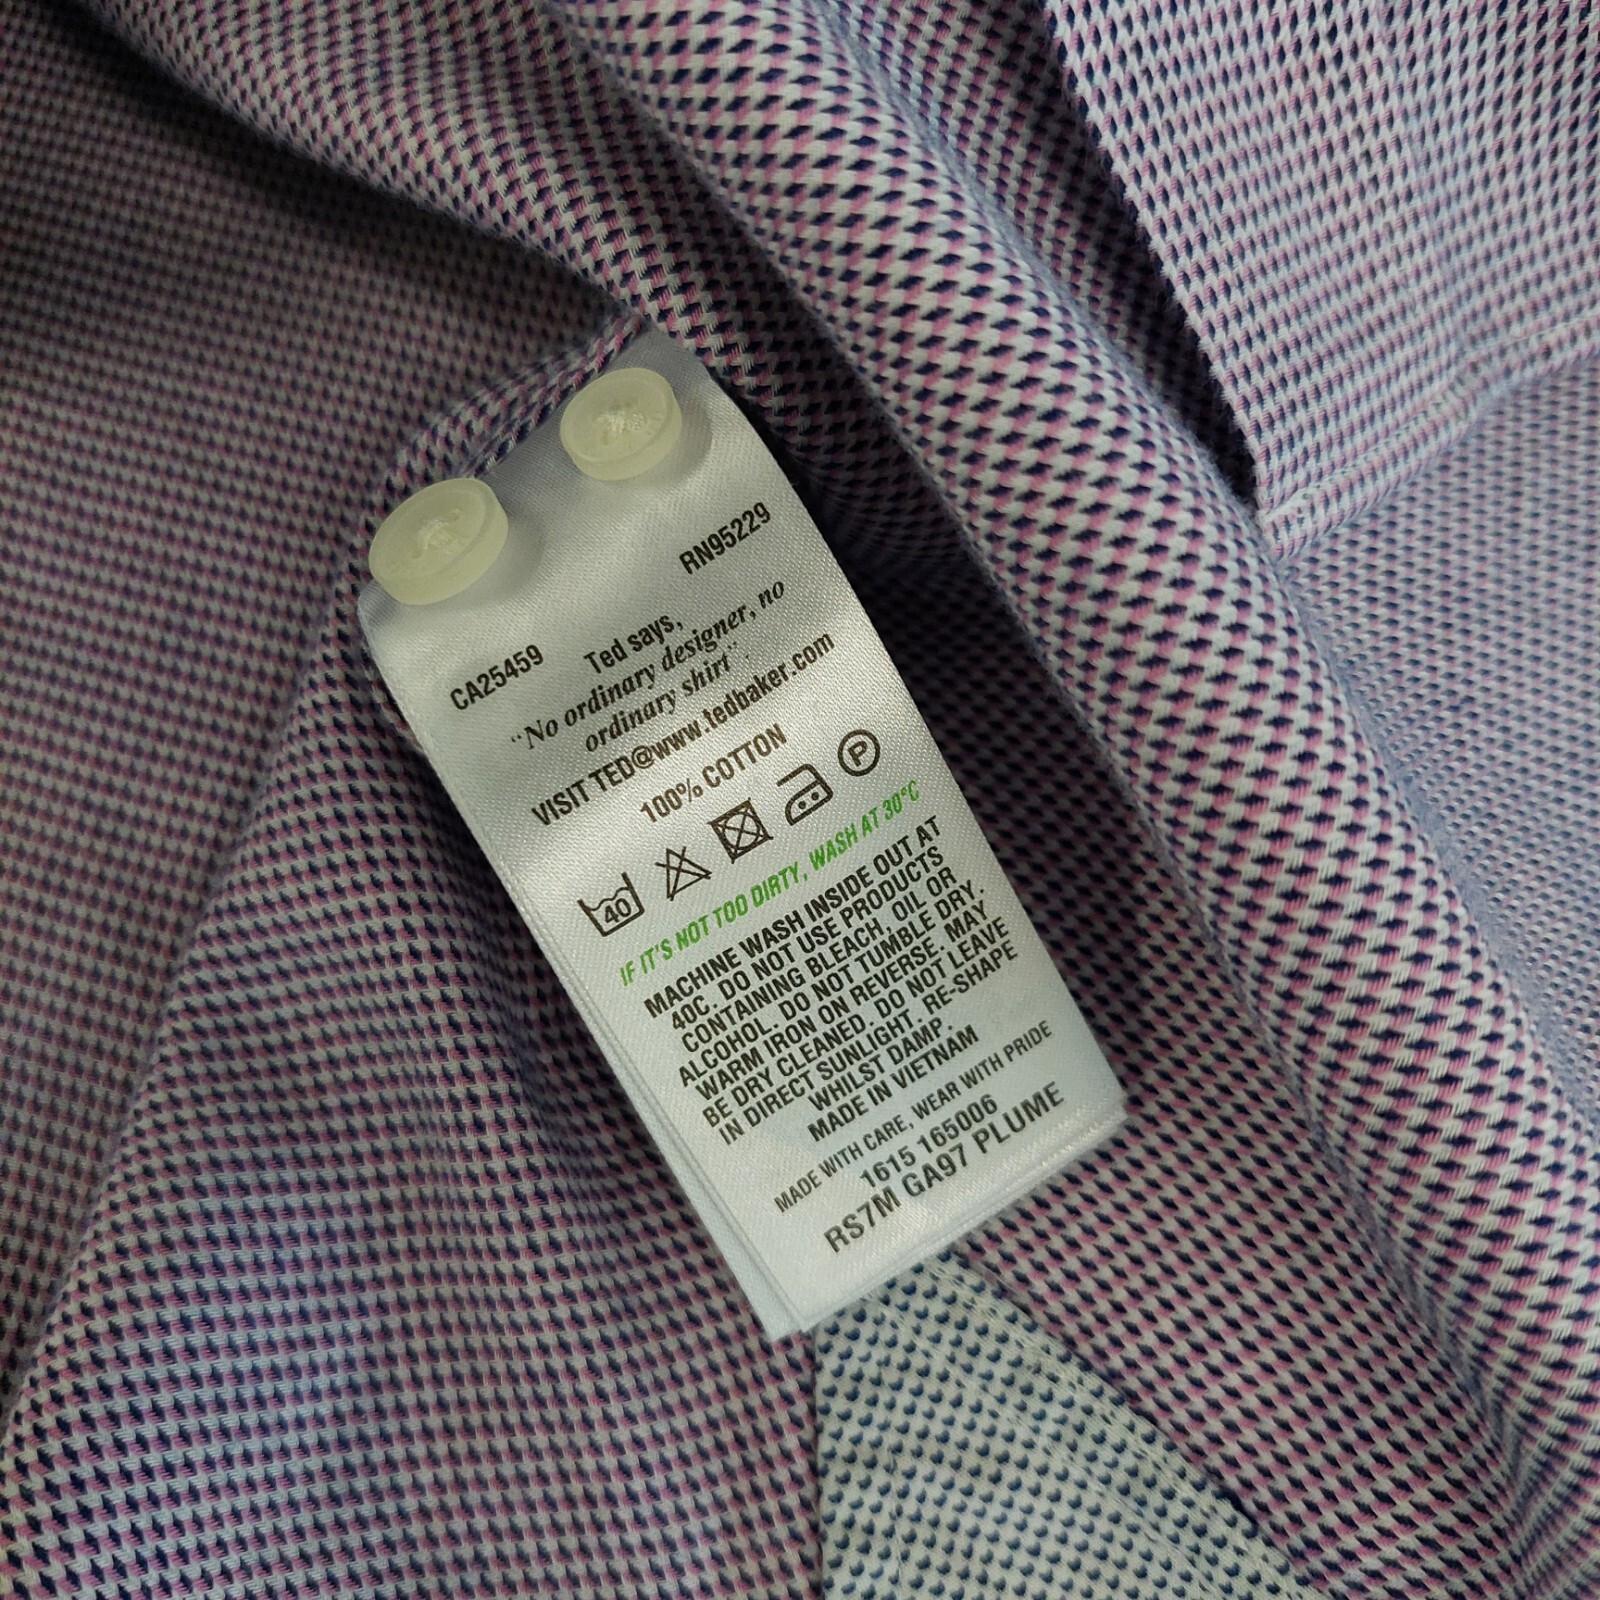 CA25459 RN95229
Ted says,
"No ordinary designer, no
ordinary shirt".
VISIT TED@www.tedbaker.com
100% COTTON
40 P
IF IT'S NOT TOO DIRTY, WASH AT 30°C
MACHINE WASH INSIDE OUT AT
40C. DO NOT USE PRODUCTS
CONTAINING BLEACH, OIL OR
ALCOHOL. DO NOT TUMBLE DRY.
WARM IRON ON REVERSE. MAY
BE DRY CLEANED. DO NOT LEAVE
IN DIRECT SUNLIGHT. RE-SHAPE
WHILST DAMP.
MADE IN VIETNAM
MADE WITH CARE, WEAR WITH PRIDE
1615 165006
RS7M GA97 PLUME